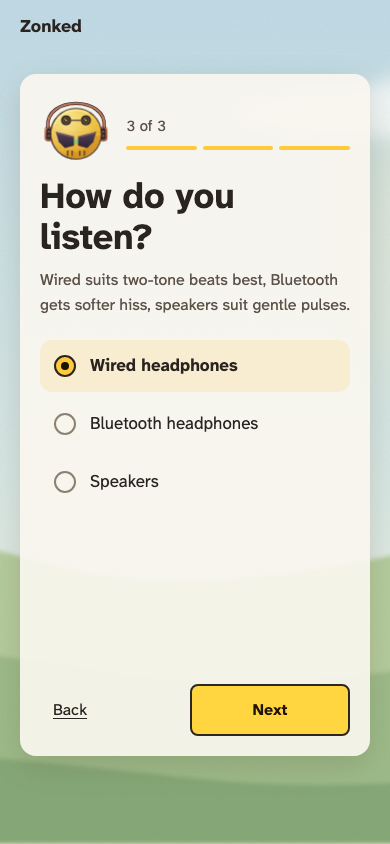 Zonked
3 of 3
How do you
listen?
Wired suits two-tone beats best, Bluetooth
gets softer hiss, speakers suit gentle pulses.
Wired headphones
Bluetooth headphones
Speakers
Back
Next